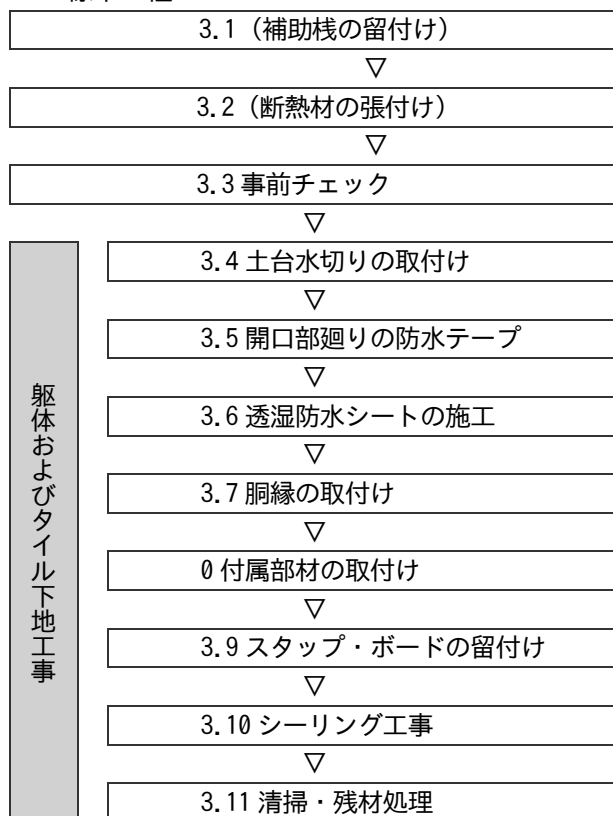 3.1（補助桟の留付け）
▽
3.2（断熱材の張付け）
▽
3.3 事前チェック
▽
躯体およびタイル下地工事
3.4 土台水切りの取付け
▽
3.5 開口部廻りの防水テープ
▽
3.6 透湿防水シートの施工
▽
3.7 胴縁の取付け
▽
0 付属部材の取付け
▽
3.9 スタップ・ボードの留付け
▽
3.10 シーリング工事
▽
3.11 清掃・残材処理